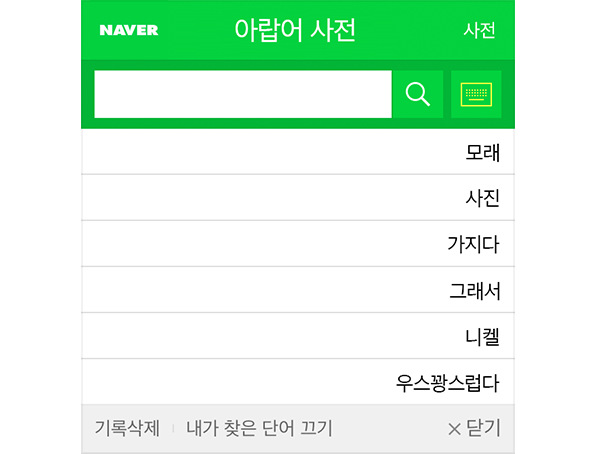 NAVER 아랍어 사전 사전
모래
사진
가지다
그래서
니켈
우스꽝스럽다
기록삭제 내가 찾은 단어 끄기 ×닫기